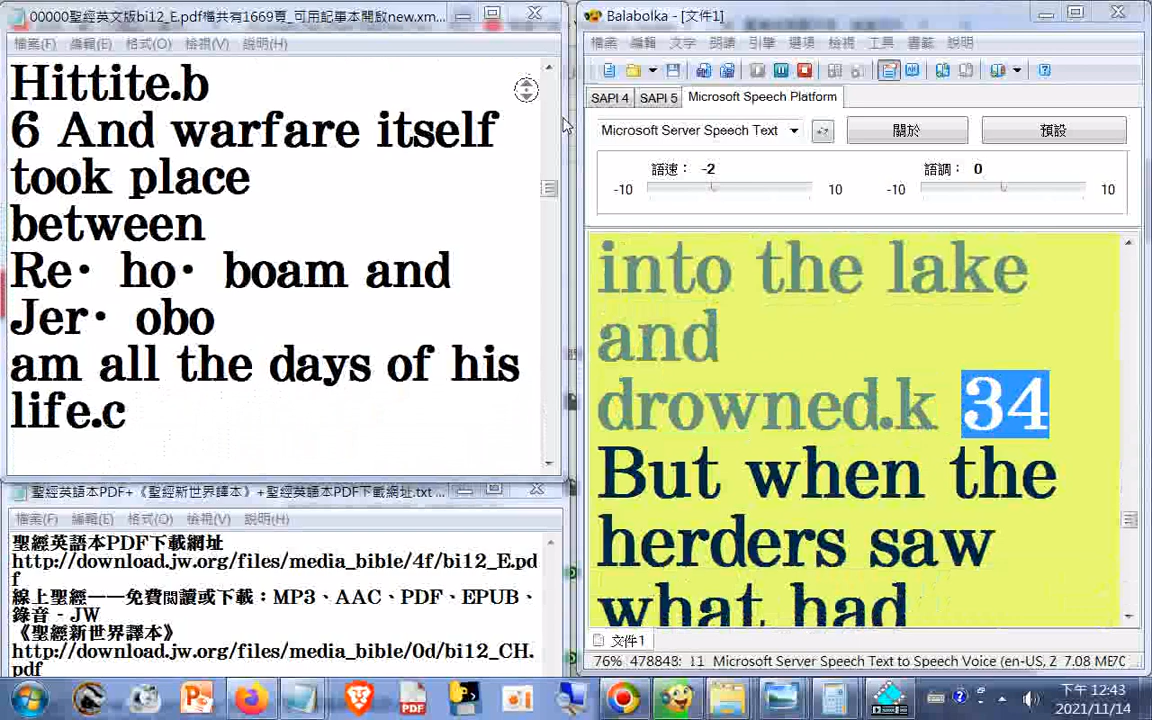 00000聖經英文版bi12_E.pdf檔共有1669頁_可用記事本開啟new.xm...
檔案(F) 編輯(E) 格式(O) 檢視(V) 說明(H)
Hittite.b
6 And warfare itself
took place
between
Re· ho· boam and
Jer· obo
am all the days of his
life.c
聖經英語本PDF+《聖經新世界譯本》+聖經英語本PDF下載網址.txt ...
檔案(F) 編輯(E) 格式(O) 檢視(V) 說明(H)
聖經英語本PDF下載網址
http://download.jw.org/files/media_bible/4f/bi12_E.pd
f
線上聖經——免費閱讀或下載：MP3、AAC、PDF、EPUB、
錄音 - JW
《聖經新世界譯本》
http://download.jw.org/files/media_bible/0d/bi12_CH.
pdf
Balabolka - [文件1]
檔案 編輯 文字 朗讀 引擎 選項 檢視 工具 書籤 說明
SAPI 4 SAPI 5 Microsoft Speech Platform
Microsoft Server Speech Text 關於 預設
語速： -2 語調： 0
-10 10 -10 10
into the lake
and
drowned.k 34
But when the
herders saw
what had
文件1
76% 478843: 11 Microsoft Server Speech Text to Speech Voice (en-US, Z 7.08 ME
下午 12:43
2021/11/14